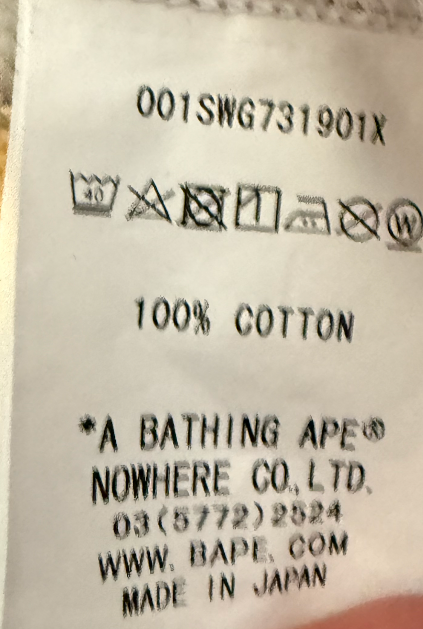 001SWG731901X
40 W
100% COTTON
*A BATHING APE®
NOWHERE CO., LTD.
03(5772)2524
WWW. BAPE. COM
MADE IN JAPAN